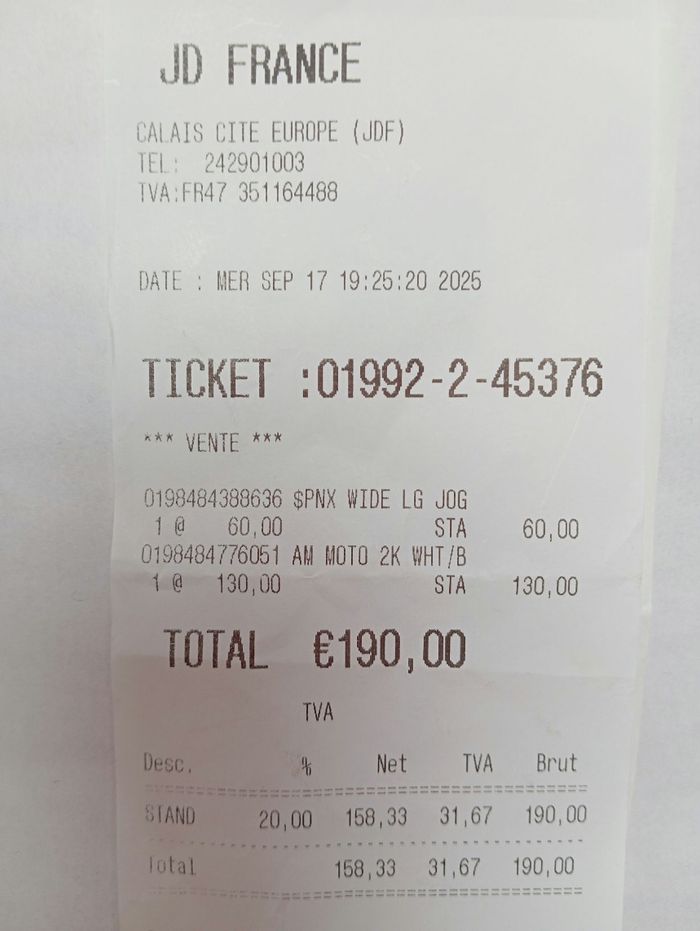 JD FRANCE
CALAIS CITE EUROPE (JDF)
TEL: 242901003
TVA:FR47 351164488
DATE : MER SEP 17 19:25:20 2025
TICKET :01992-2-45376
*** VENTE ***
0198484388636 $PNX WIDE LG JOG
1 @ 60,00 STA 60,00
0198484776051 AM MOTO 2K WHT/B
1 @ 130,00 STA 130,00
TOTAL €190,00
TVA
Desc. % Net TVA Brut
STAND 20,00 158,33 31,67 190,00
Total 158,33 31,67 190,00